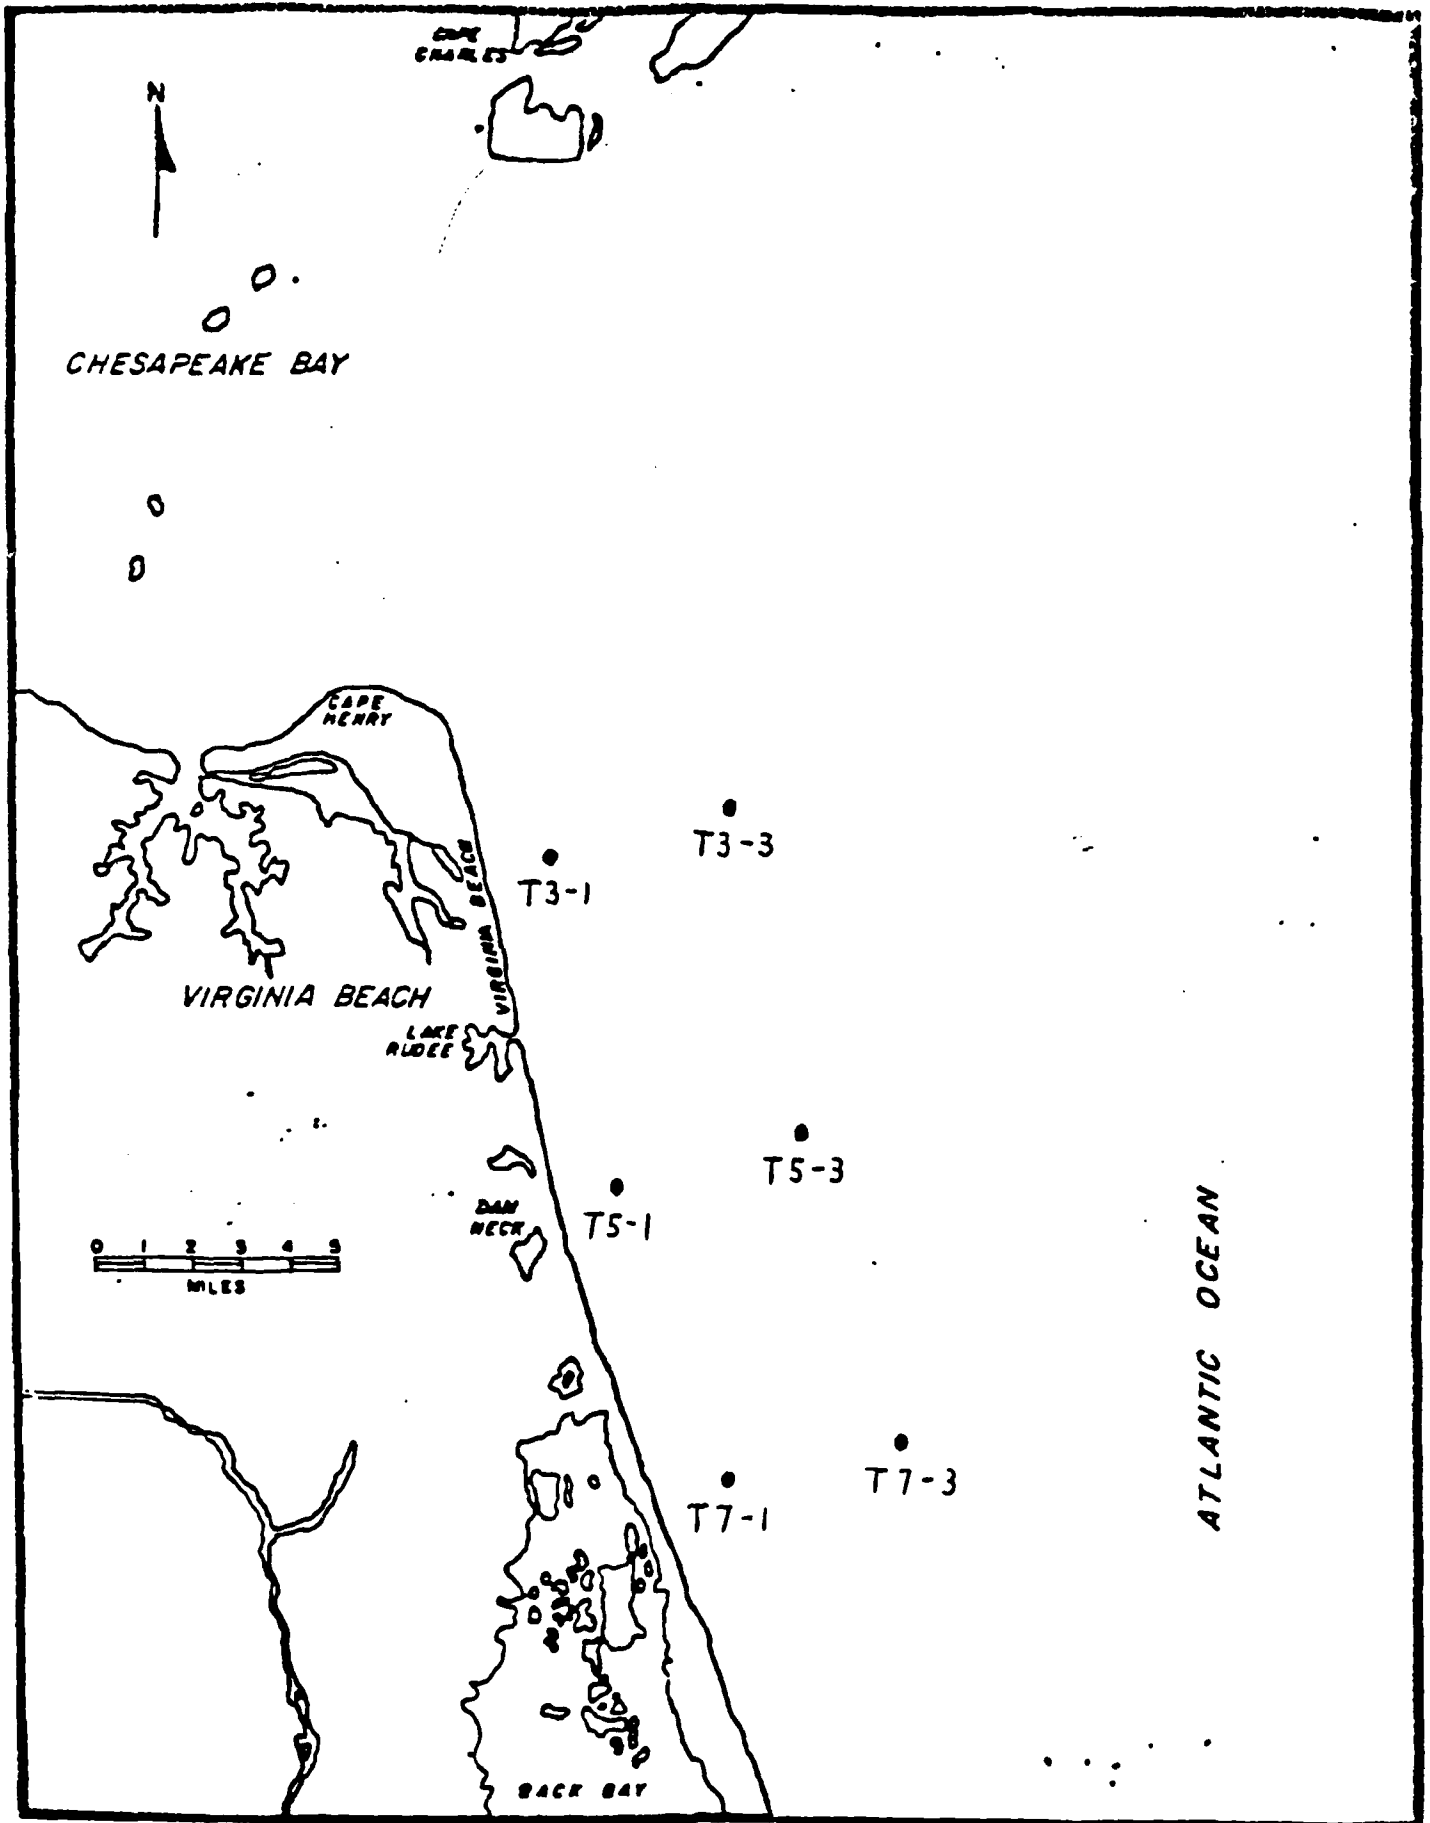 CAPE
CHARLES
N
CHESAPEAKE BAY
CAPE
HENRY
T3-3
T3-1
VIRGINIA BEACH
VIRGINIA BEACH
LAKE
RUDEE
T5-3
DAM
NECK
T5-1
0 1 2 3 4 5
MILES
ATLANTIC OCEAN
T7-3
T7-1
BACK BAY